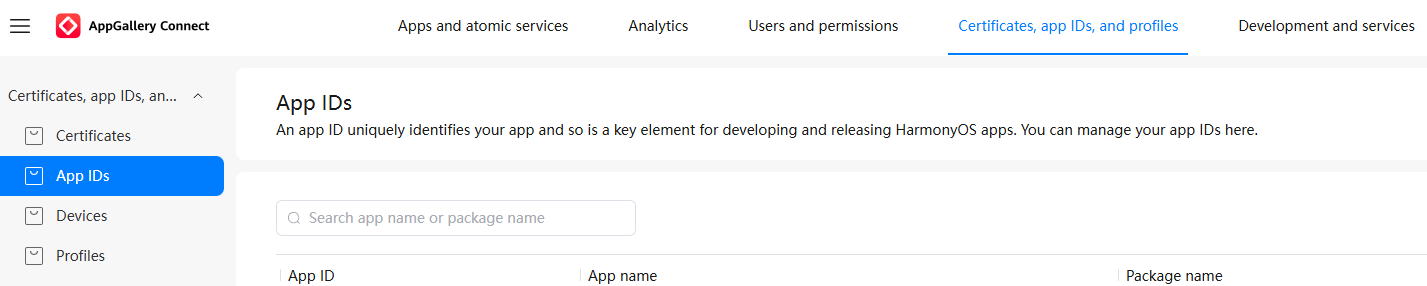 AppGallery Connect
Apps and atomic services
Analytics
Users and permissions
Certificates, app IDs, and profiles
Development and services
Certificates, app IDs, an...
Certificates
App IDs
Devices
Profiles
App IDs
An app ID uniquely identifies your app and so is a key element for developing and releasing HarmonyOS apps. You can manage your app IDs here.
Search app name or package name
App ID
App name
Package name